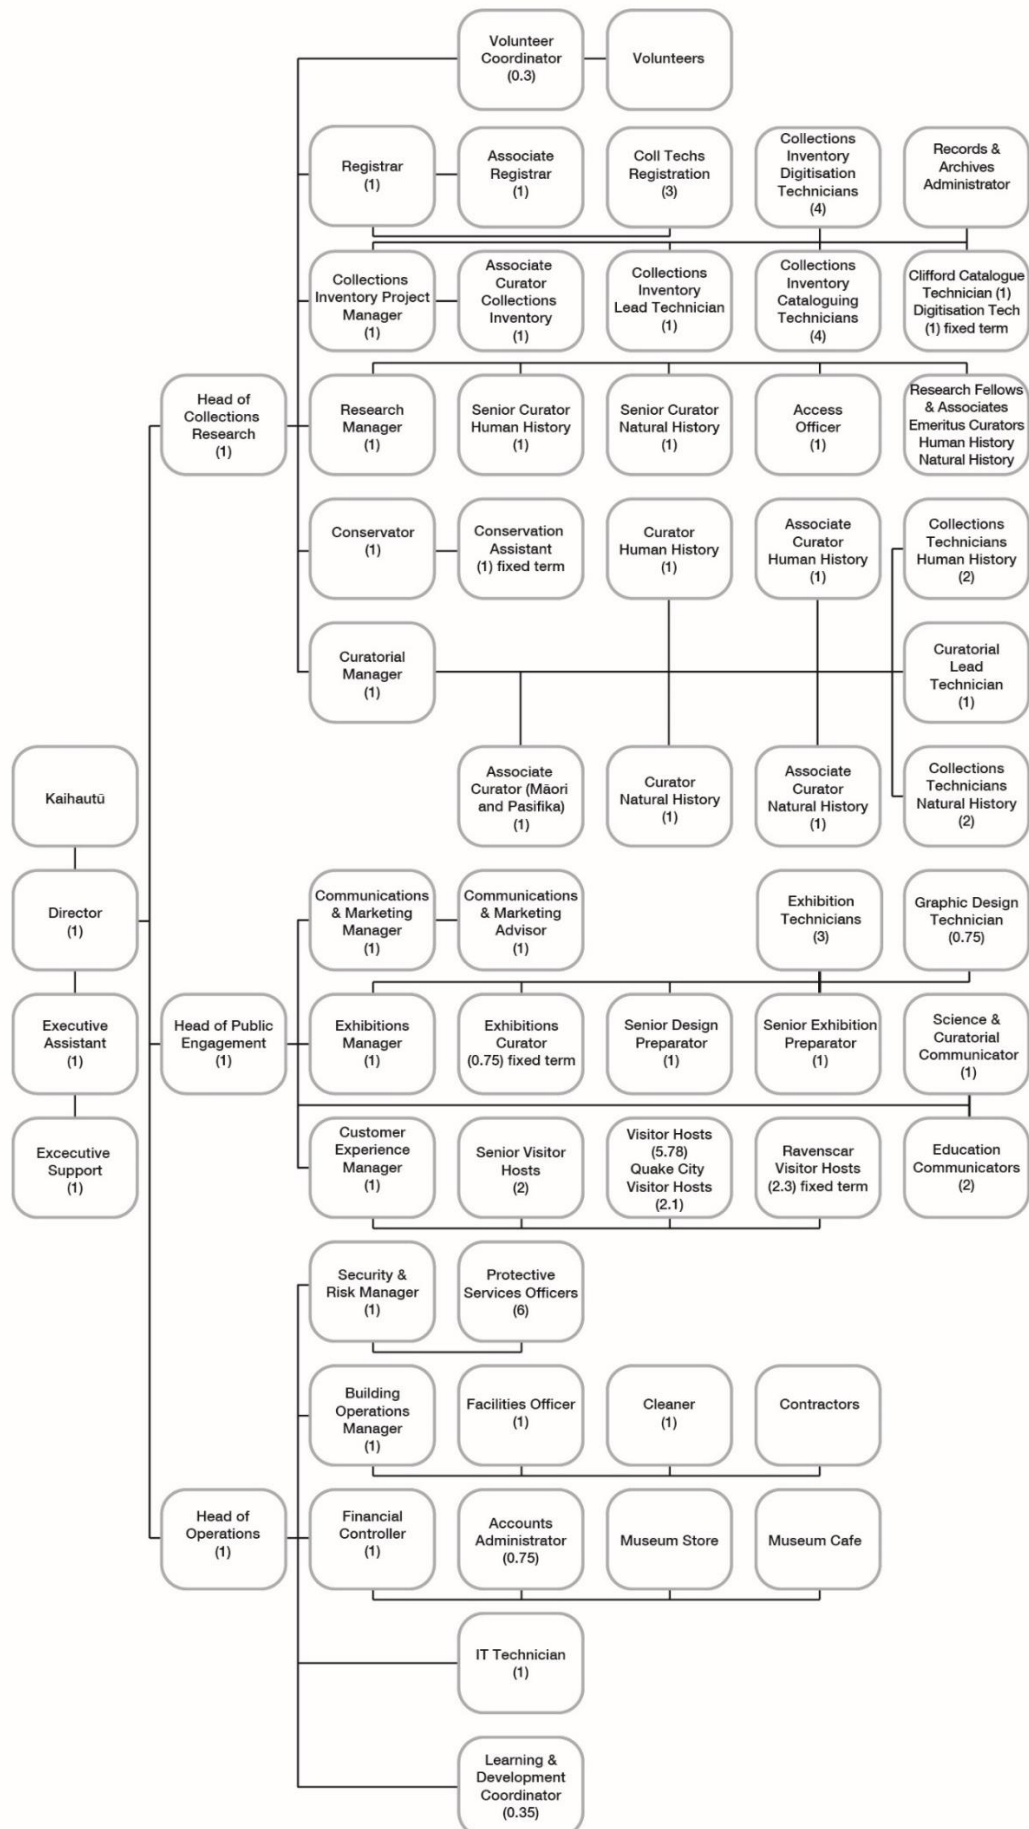 Volunteer
Coordinator
(0.3)
Volunteers
Registrar
(1)
Associate
Registrar
(1)
Coll Techs
Registration
(3)
Collections
Inventory
Digitisation
Technicians
(4)
Records &
Archives
Administrator
Collections
Inventory Project
Manager
(1)
Associate
Curator
Collections
Inventory
(1)
Collections
Inventory
Lead Technician
(1)
Collections
Inventory
Cataloguing
Technicians
(4)
Clifford Catalogue
Technician (1)
Digitisation Tech
(1) fixed term
Head of
Collections
Research
(1)
Research
Manager
(1)
Senior Curator
Human History
(1)
Senior Curator
Natural History
(1)
Access
Officer
(1)
Research Fellows
& Associates
Emeritus Curators
Human History
Natural History
Conservator
(1)
Conservation
Assistant
(1) fixed term
Curator
Human History
(1)
Associate
Curator
Human History
(1)
Collections
Technicians
Human History
(2)
Curatorial
Manager
(1)
Curatorial
Lead
Technician
(1)
Kaihautū
Associate
Curator (Māori
and Pasifika)
(1)
Curator
Natural History
(1)
Associate
Curator
Natural History
(1)
Collections
Technicians
Natural History
(2)
Director
(1)
Communications
& Marketing
Manager
(1)
Communications
& Marketing
Advisor
(1)
Exhibition
Technicians
(3)
Graphic Design
Technician
(0.75)
Executive
Assistant
(1)
Head of Public
Engagement
(1)
Exhibitions
Manager
(1)
Exhibitions
Curator
(0.75) fixed term
Senior Design
Preparator
(1)
Senior Exhibition
Preparator
(1)
Science &
Curatorial
Communicator
(1)
Excecutive
Support
(1)
Customer
Experience
Manager
(1)
Senior Visitor
Hosts
(2)
Visitor Hosts
(5.78)
Quake City
Visitor Hosts
(2.1)
Ravenscar
Visitor Hosts
(2.3) fixed term
Education
Communicators
(2)
Security &
Risk Manager
(1)
Protective
Services Officers
(6)
Building
Operations
Manager
(1)
Facilities Officer
(1)
Cleaner
(1)
Contractors
Head of
Operations
(1)
Financial
Controller
(1)
Accounts
Administrator
(0.75)
Museum Store
Museum Cafe
IT Technician
(1)
Learning &
Development
Coordinator
(0.35)